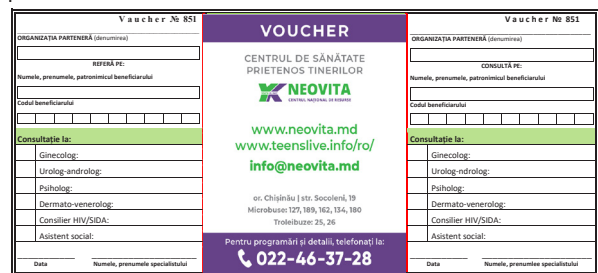 Vaucher № 851
ORGANIZAȚIA PARTENERĂ (denumirea)
REFERĂ PE:
Numele, prenumele, patronimicul beneficiarului
Codul beneficiarului
Consultație la:
Ginecolog:
Urolog-androlog:
Psiholog:
Dermato-venerolog:
Consilier HIV/SIDA:
Asistent social:
Data Numele, prenumele specialistului
VOUCHER
CENTRUL DE SĂNĂTATE
PRIETENOS TINERILOR
NEOVITA
CENTRUL NAȚIONAL DE RESURSE
www.neovita.md
www.teenslive.info/ro/
info@neovita.md
or. Chișinău | str. Socoleni, 19
Microbuse: 127, 189, 162, 134, 180
Troleibuze: 25, 26
Pentru programări și detalii, telefonați la:
022-46-37-28
Vaucher № 851
ORGANIZAȚIA PARTENERĂ (denumirea)
CONSULTĂ PE:
Numele, prenumele, patronimicul beneficiarului
Codul beneficiarului
Consultație la:
Ginecolog:
Urolog-ndrolog:
Psiholog:
Dermato-venerolog:
Consilier HIV/SIDA:
Asistent social:
Data Numele, prenumlee specialistului